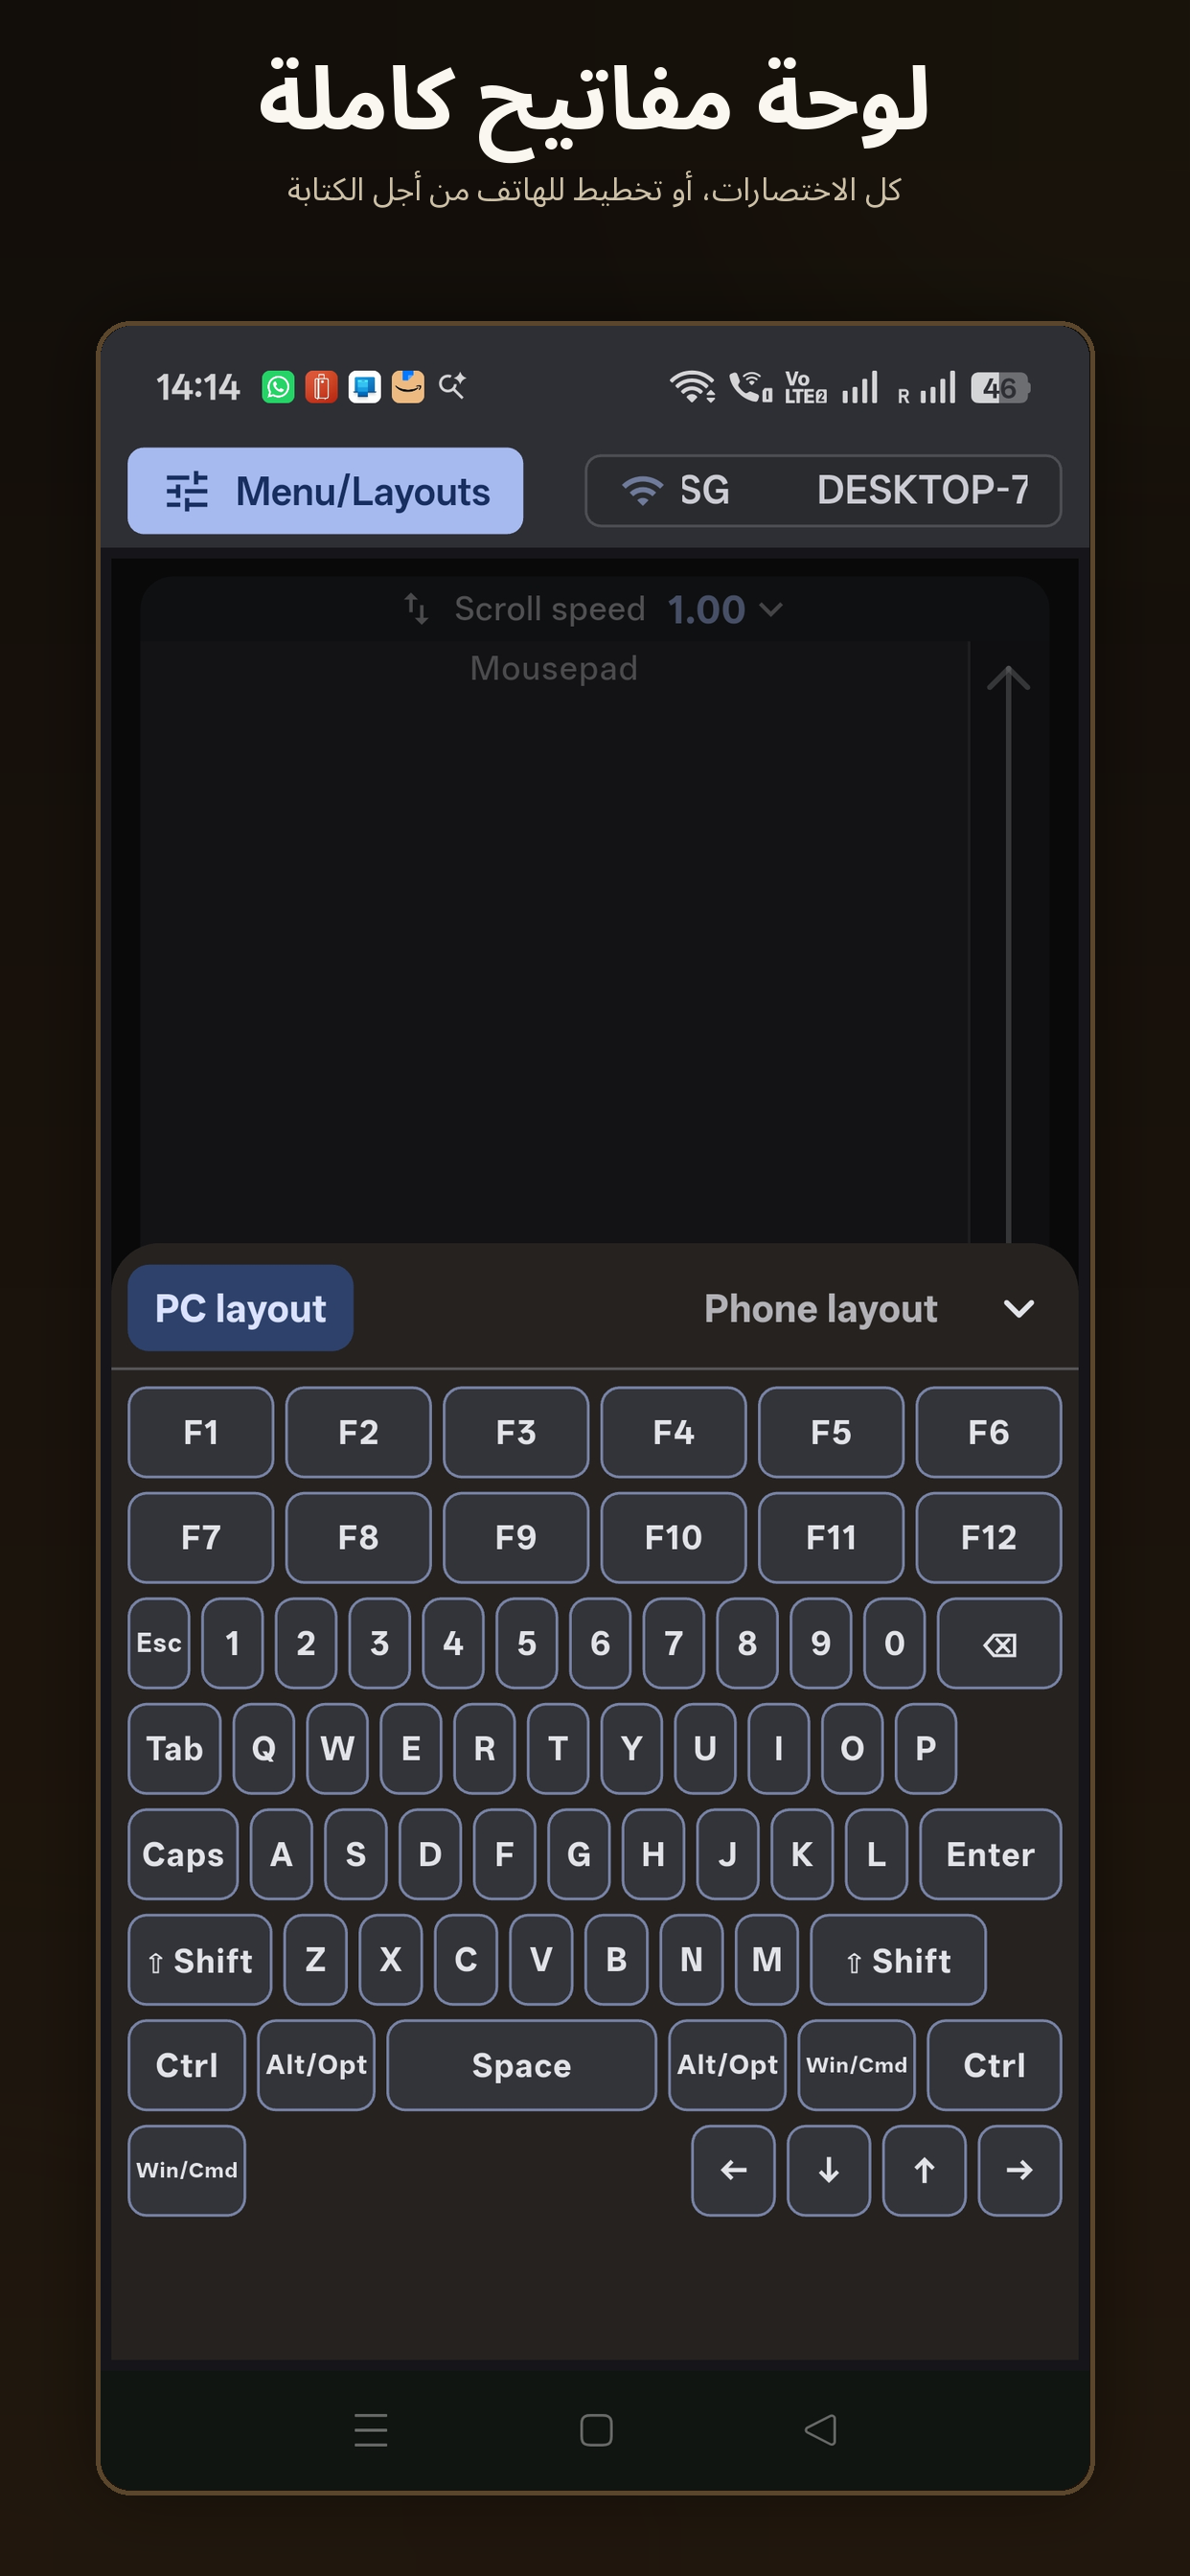 لوحة مفاتيح كاملة
كل الاختصارات، أو تخطيط للهاتف من أجل الكتابة
14:14 Vo LTE2 R 46
Menu/Layouts SG DESKTOP-7
Scroll speed 1.00
Mousepad
PC layout Phone layout
F1 F2 F3 F4 F5 F6
F7 F8 F9 F10 F11 F12
Esc 1 2 3 4 5 6 7 8 9 0
Tab Q W E R T Y U I O P
Caps A S D F G H J K L Enter
⇧ Shift Z X C V B N M ⇧ Shift
Ctrl Alt/Opt Space Alt/Opt Win/Cmd Ctrl
Win/Cmd ← ↓ ↑ →